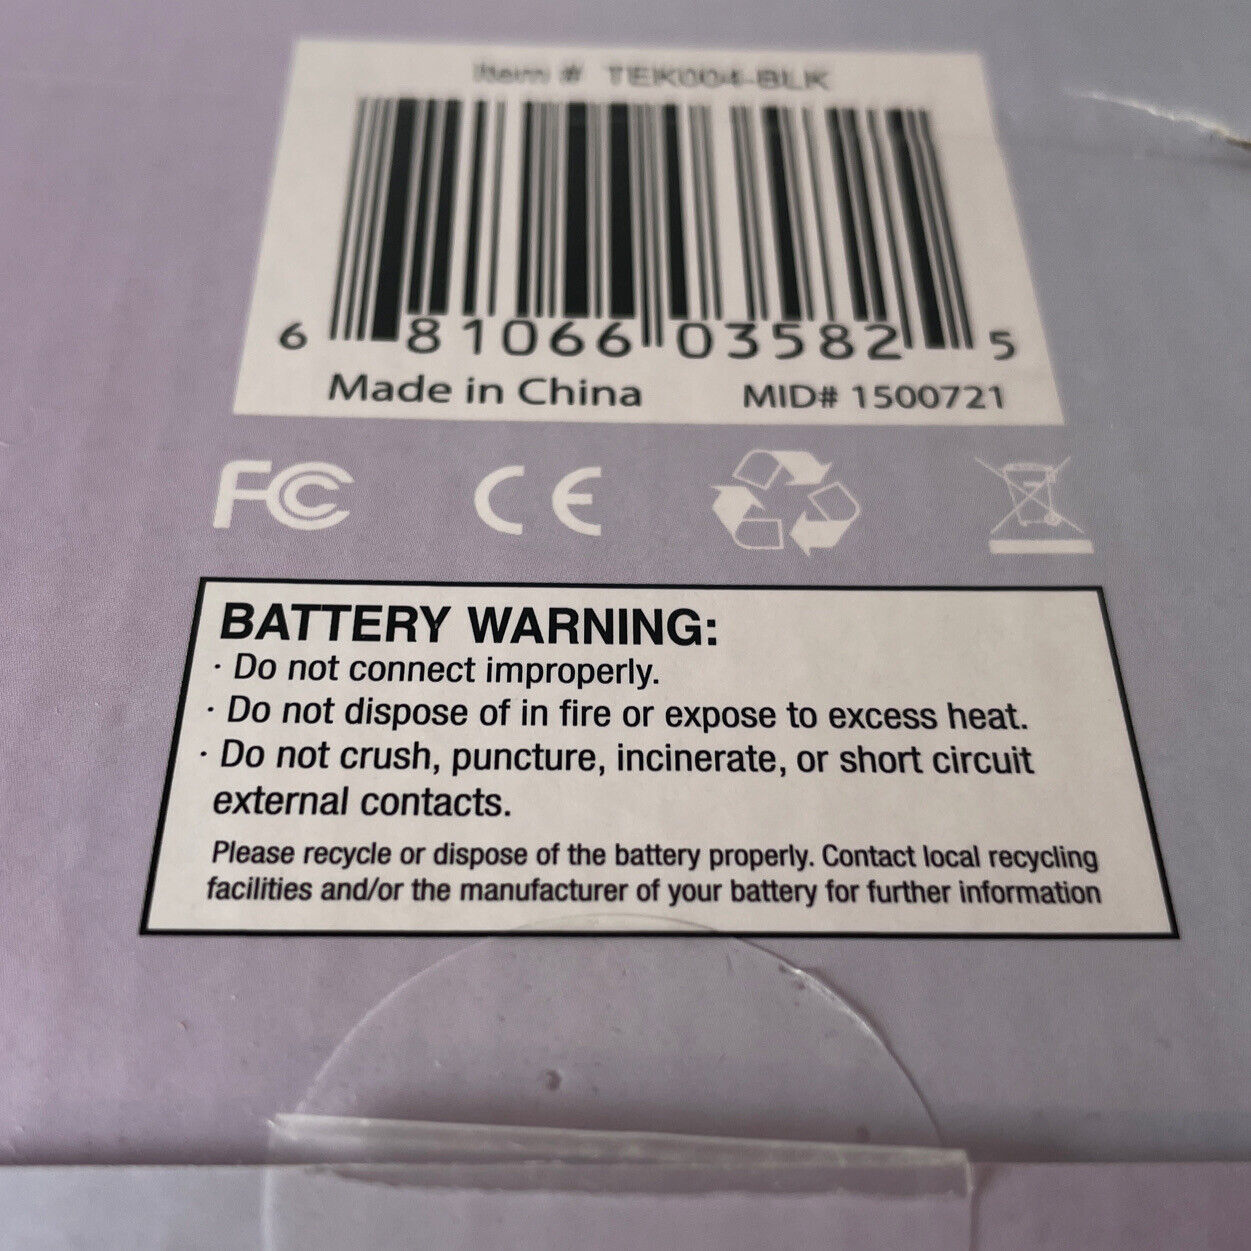 Item # TEK004-BLK
6 81066 03582 5
Made in China MID# 1500721
FC CE
BATTERY WARNING:
· Do not connect improperly.
· Do not dispose of in fire or expose to excess heat.
· Do not crush, puncture, incinerate, or short circuit
external contacts.
Please recycle or dispose of the battery properly. Contact local recycling
facilities and/or the manufacturer of your battery for further information